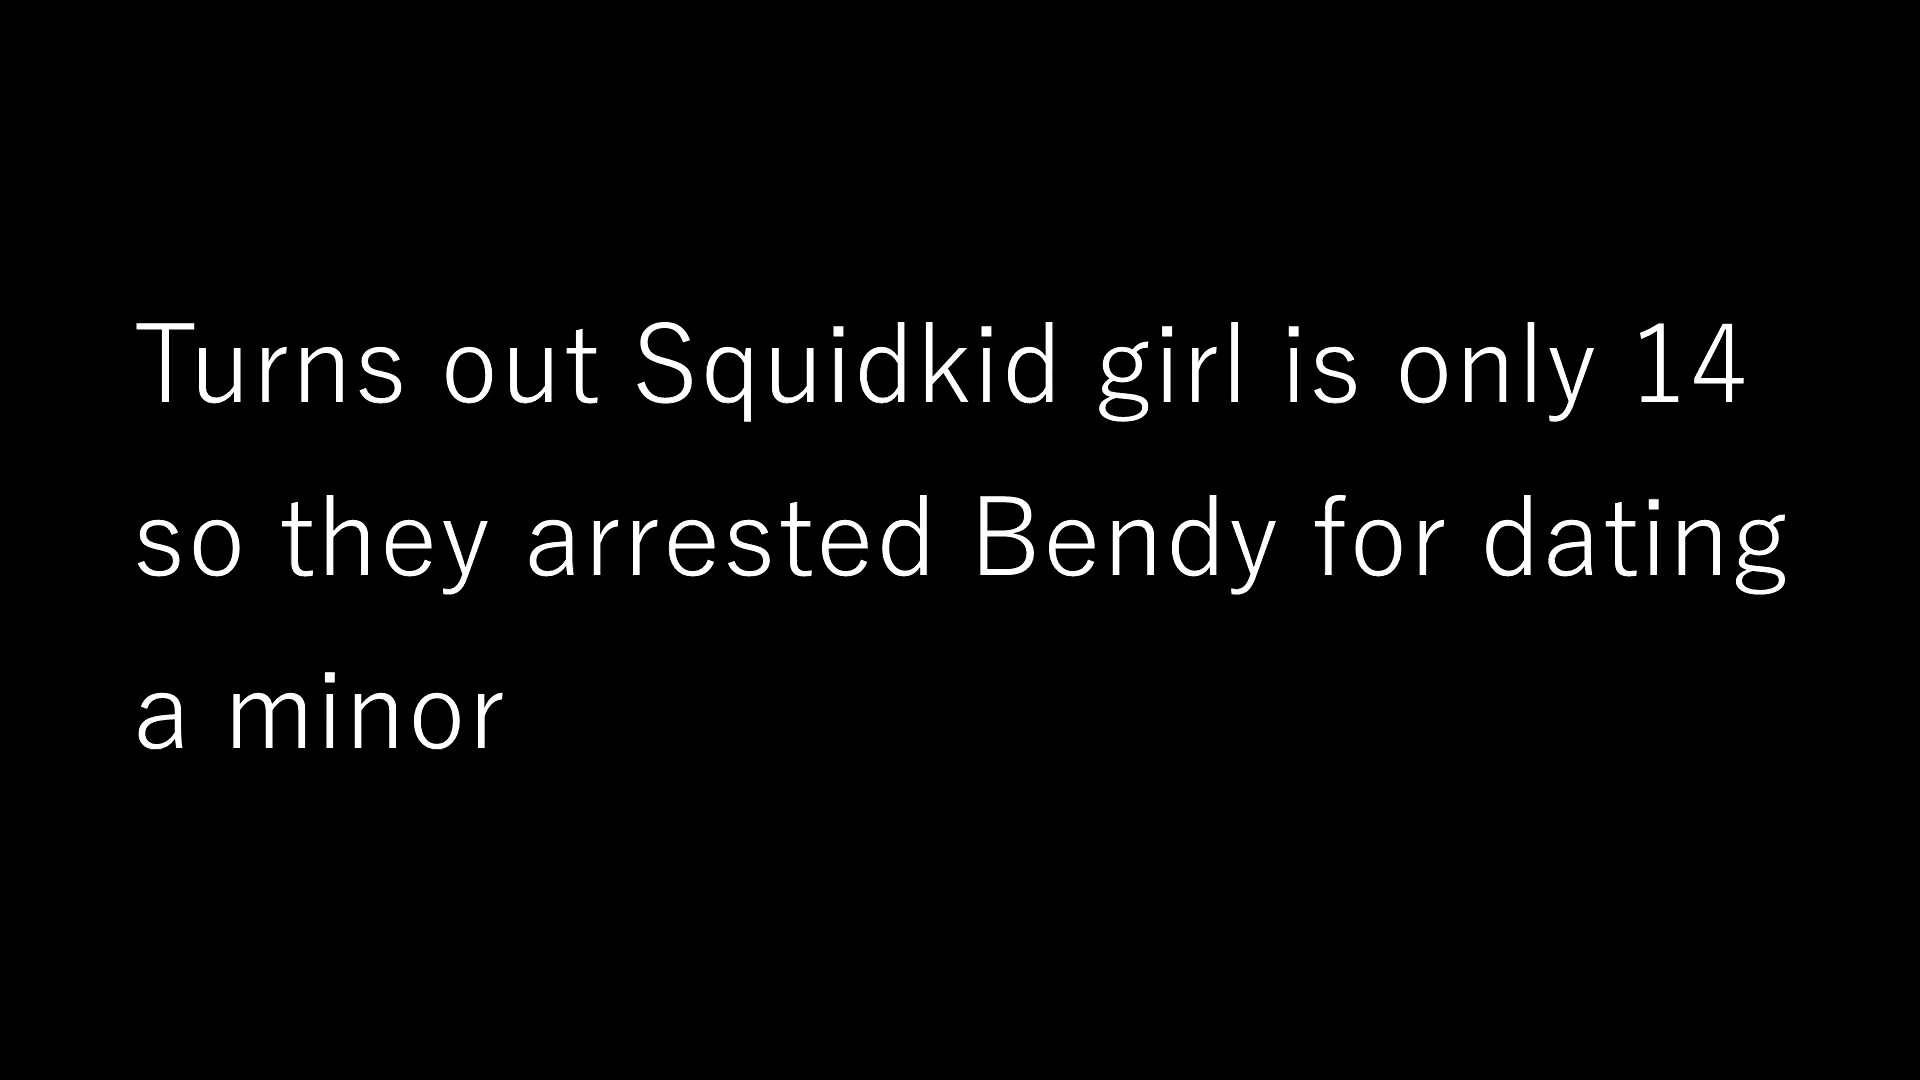 Turns out Squidkid girl is only 14
so they arrested Bendy for dating
a minor